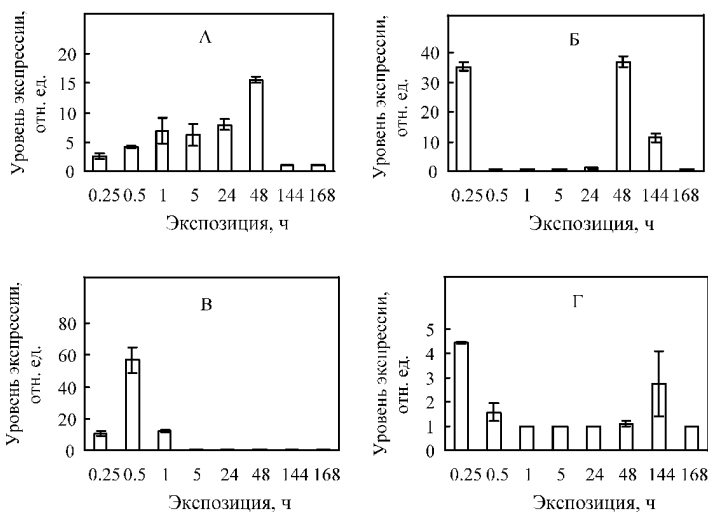 А
Уровень экспрессии,
отн. ед.
20
15
10
5
0
0.25 0.5 1 5 24 48 144 168
Экспозиция, ч
Б
Уровень экспрессии,
отн. ед.
40
30
20
10
0
0.25 0.5 1 5 24 48 144 168
Экспозиция, ч
В
Уровень экспрессии,
отн. ед.
80
60
40
20
0
0.25 0.5 1 5 24 48 144 168
Экспозиция, ч
Г
Уровень экспрессии,
отн. ед.
5
4
3
2
1
0
0.25 0.5 1 5 24 48 144 168
Экспозиция, ч